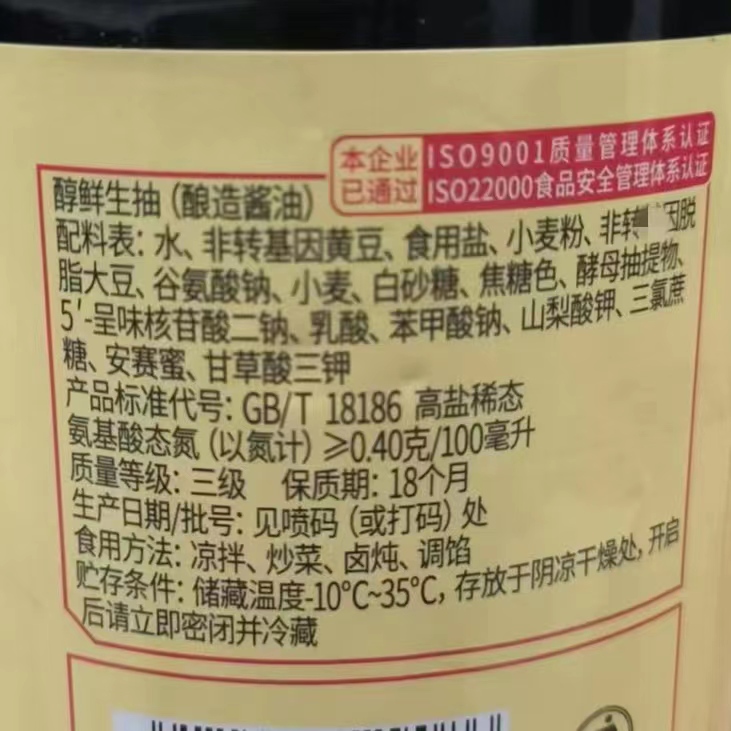 本企业
已通过
ISO9001质量管理体系认证
ISO22000食品安全管理体系认证
醇鲜生抽(酿造酱油)
配料表:水、非转基因黄豆、食用盐、小麦粉、非转 因脱
脂大豆、谷氨酸钠、小麦、白砂糖、焦糖色、酵母抽提物、
5'-呈味核苷酸二钠、乳酸、苯甲酸钠、山梨酸钾、三氯蔗
糖、安赛蜜、甘草酸三钾
产品标准代号:GB/T 18186 高盐稀态
氨基酸态氮(以氮计)≥0.40克/100毫升
质量等级:三级 保质期:18个月
生产日期/批号:见喷码(或打码)处
食用方法:凉拌、炒菜、卤炖、调馅
贮存条件:储藏温度-10°C~35°C,存放于阴凉干燥处,开启
后请立即密闭并冷藏